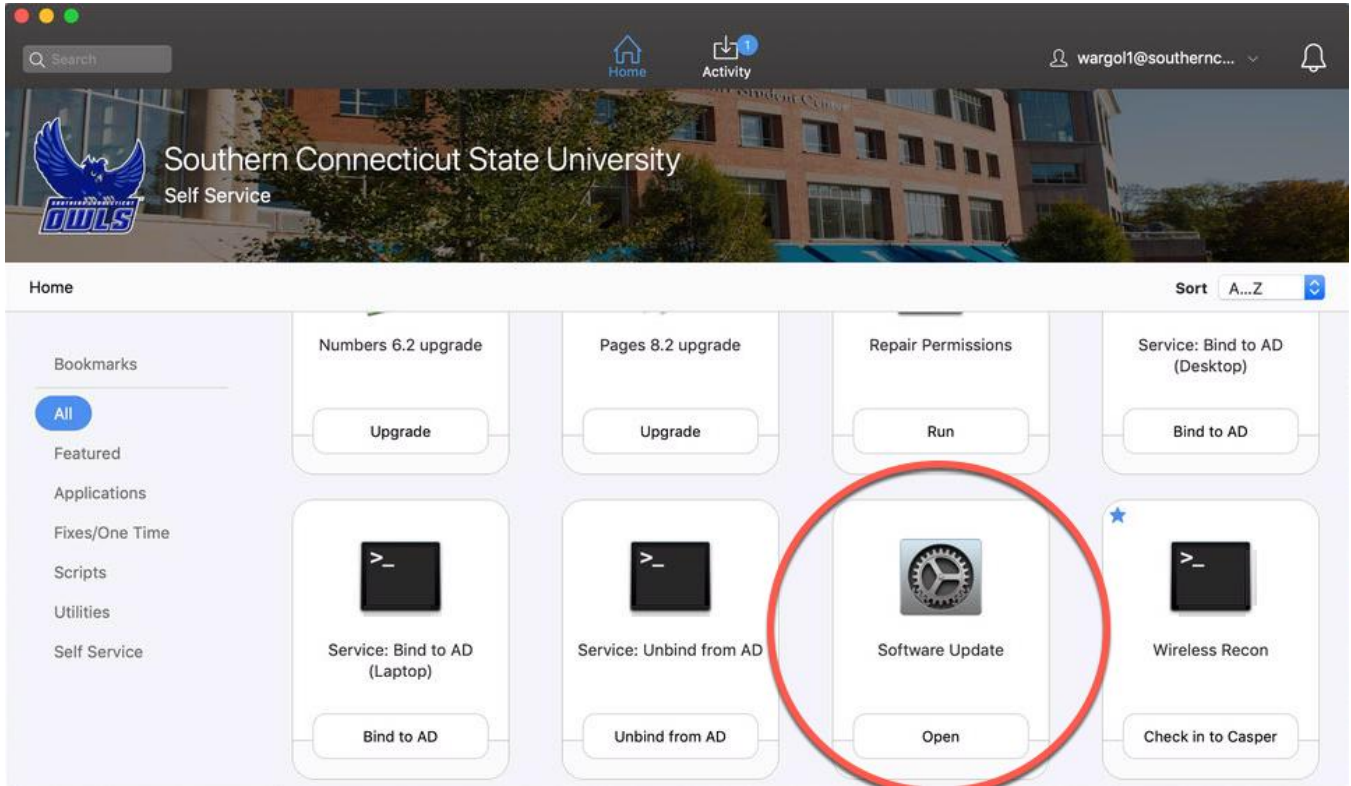 Search
Home
Activity
1
wargol1@southernc...
Student Center
Southern Connecticut State University
Self Service
OWLS
Home
Sort A...Z
Bookmarks
All
Featured
Applications
Fixes/One Time
Scripts
Utilities
Self Service
Numbers 6.2 upgrade
Pages 8.2 upgrade
Repair Permissions
Service: Bind to AD
(Desktop)
Upgrade
Upgrade
Run
Bind to AD
>_
>_
>_
Service: Bind to AD
(Laptop)
Service: Unbind from AD
Software Update
Wireless Recon
Bind to AD
Unbind from AD
Open
Check in to Casper